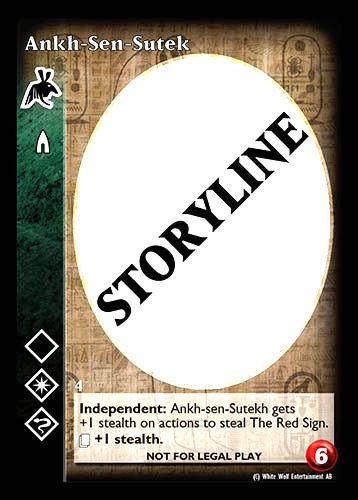 Ankh-Sen-Sutek
STORYLINE
4
Independent: Ankh-sen-Sutekh gets
+1 stealth on actions to steal The Red Sign.
+1 stealth.
NOT FOR LEGAL PLAY
6
(C) White Wolf Entertainment AB